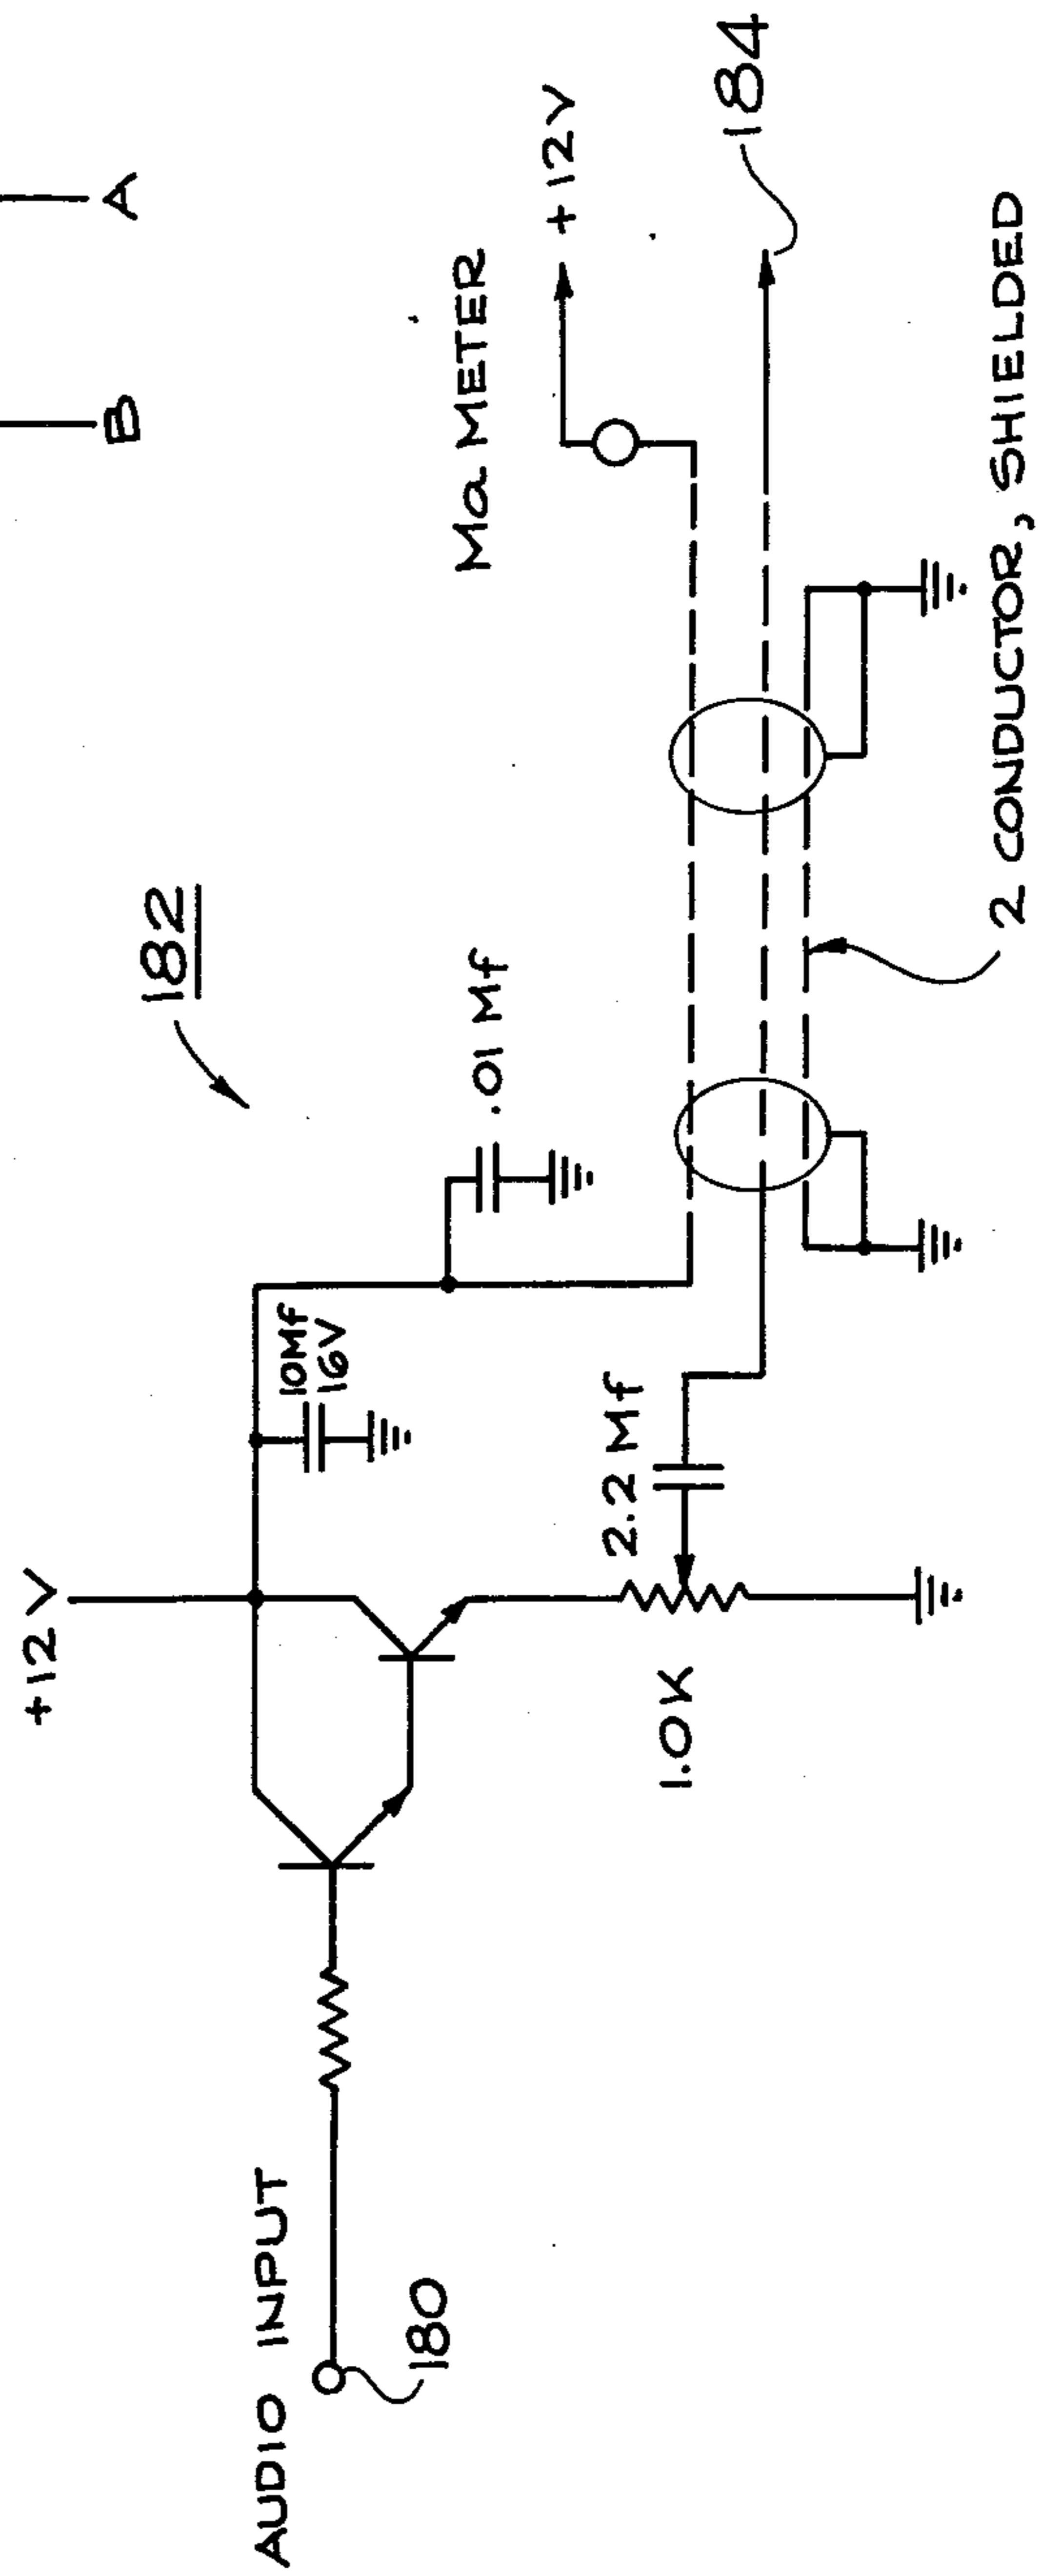 A
B
+12V
182
Ma METER
+12V
184
10Mf
16V
.01 Mf
AUDIO INPUT
180
2.2 Mf
1.0K
2 CONDUCTOR, SHIELDED